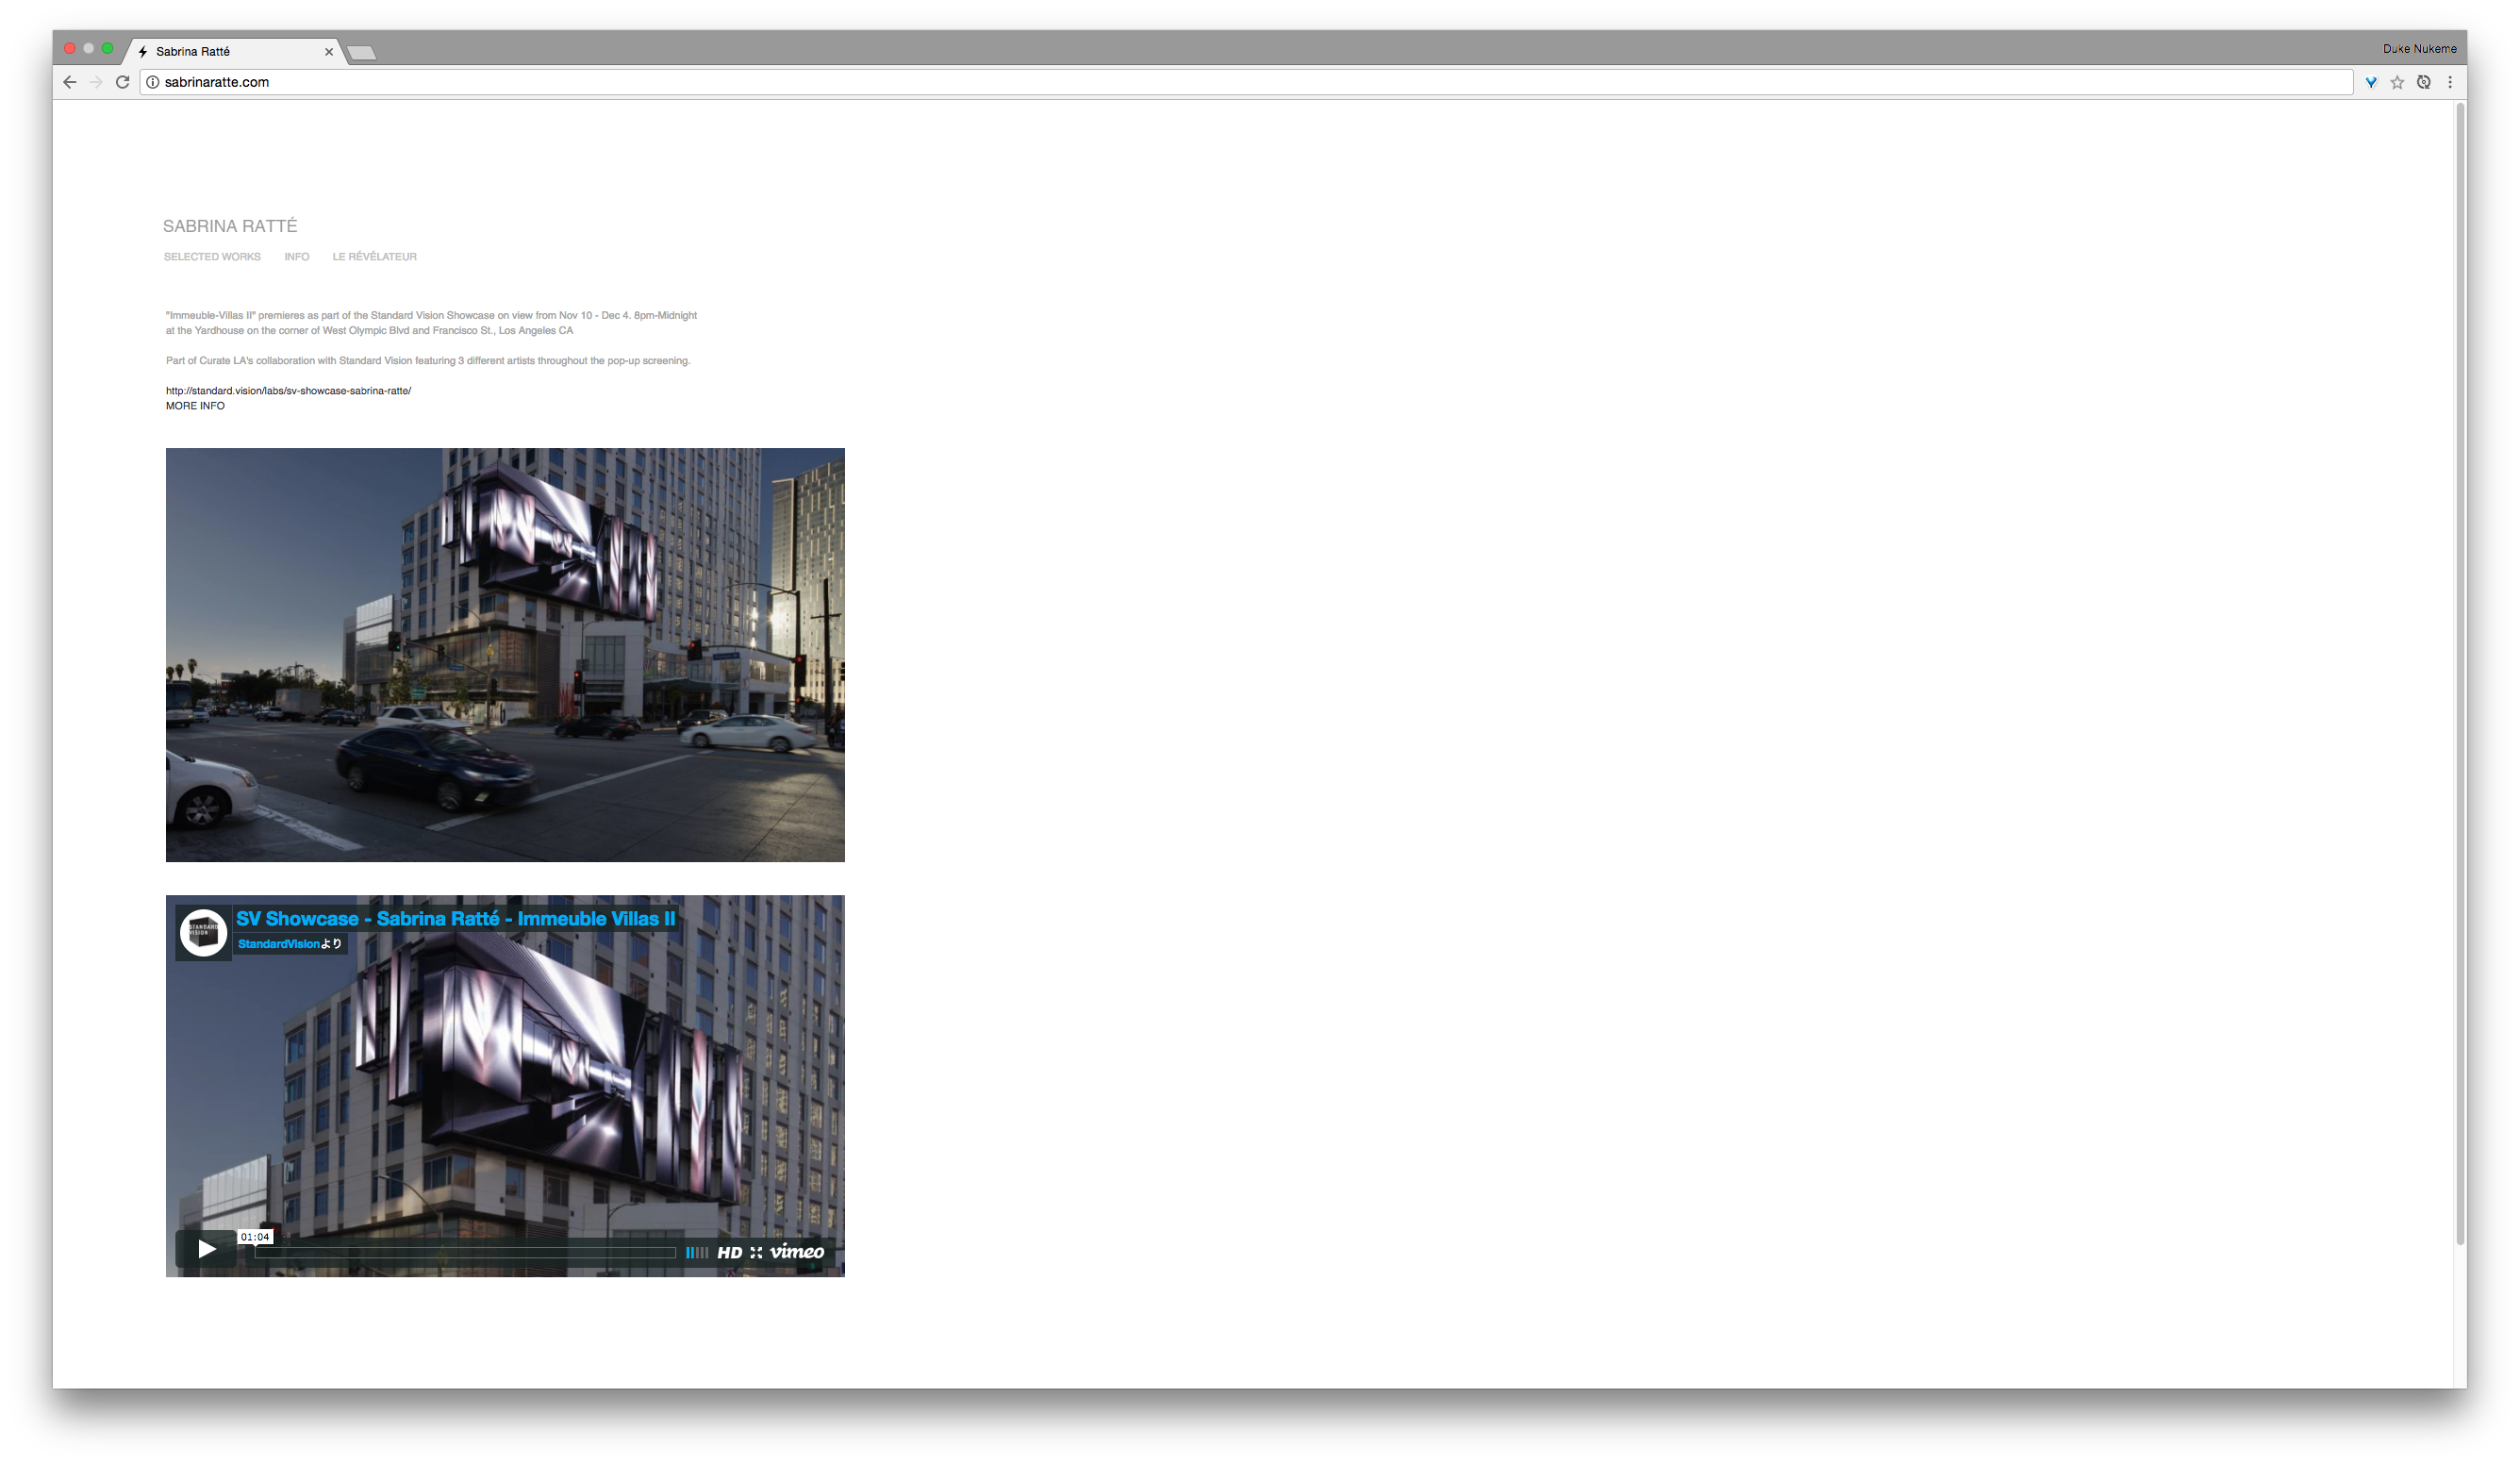 Sabrina Ratté
Duke Nukeme
sabrinaratte.com
SABRINA RATTÉ
SELECTED WORKS INFO LE RÉVÉLATEUR
"Immeuble-Villas II" premieres as part of the Standard Vision Showcase on view from Nov 10 - Dec 4. 8pm-Midnight
at the Yardhouse on the corner of West Olympic Blvd and Francisco St., Los Angeles CA
Part of Curate LA's collaboration with Standard Vision featuring 3 different artists throughout the pop-up screening.
http://standard.vision/labs/sv-showcase-sabrina-ratte/
MORE INFO
STANDARD
VISION
SV Showcase - Sabrina Ratté - Immeuble Villas II
StandardVisionより
01:04
HD vimeo